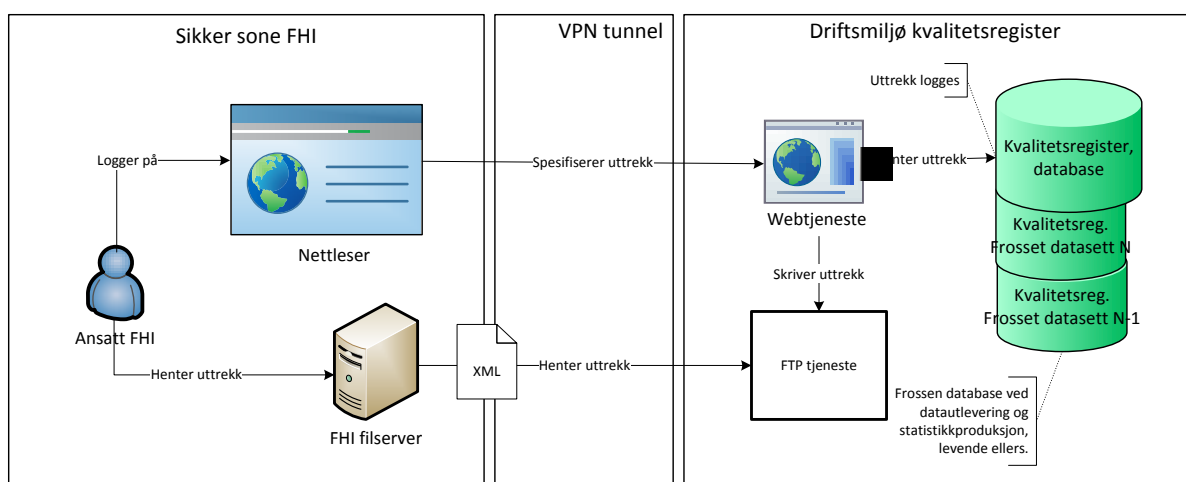 Sikker sone FHI
VPN tunnel
Driftsmiljø kvalitetsregister
Uttrekk logges
Logger på
Spesifiserer uttrekk
enter uttrekk
Kvalitetsregister,
database
Nettleser
Webtjeneste
Kvalitetsreg.
Frosset datasett N
Skriver uttrekk
Kvalitetsreg.
Frosset datasett N-1
Ansatt FHI
Henter uttrekk
XML
Henter uttrekk
FTP tjeneste
FHI filserver
Frossen database ved
datautlevering og
statistikkproduksjon,
levende ellers.